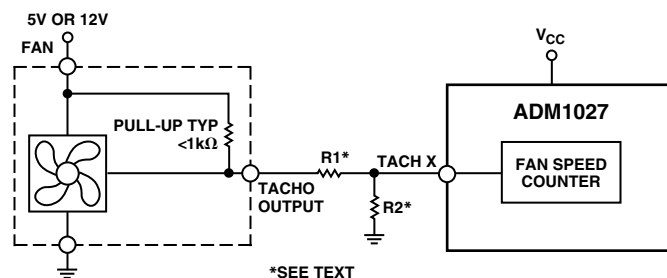 5V OR 12V
FAN
PULL-UP TYP
<1kΩ
TACHO
OUTPUT
R1*
TACH X
R2*
VCC
ADM1027
FAN SPEED
COUNTER
*SEE TEXT